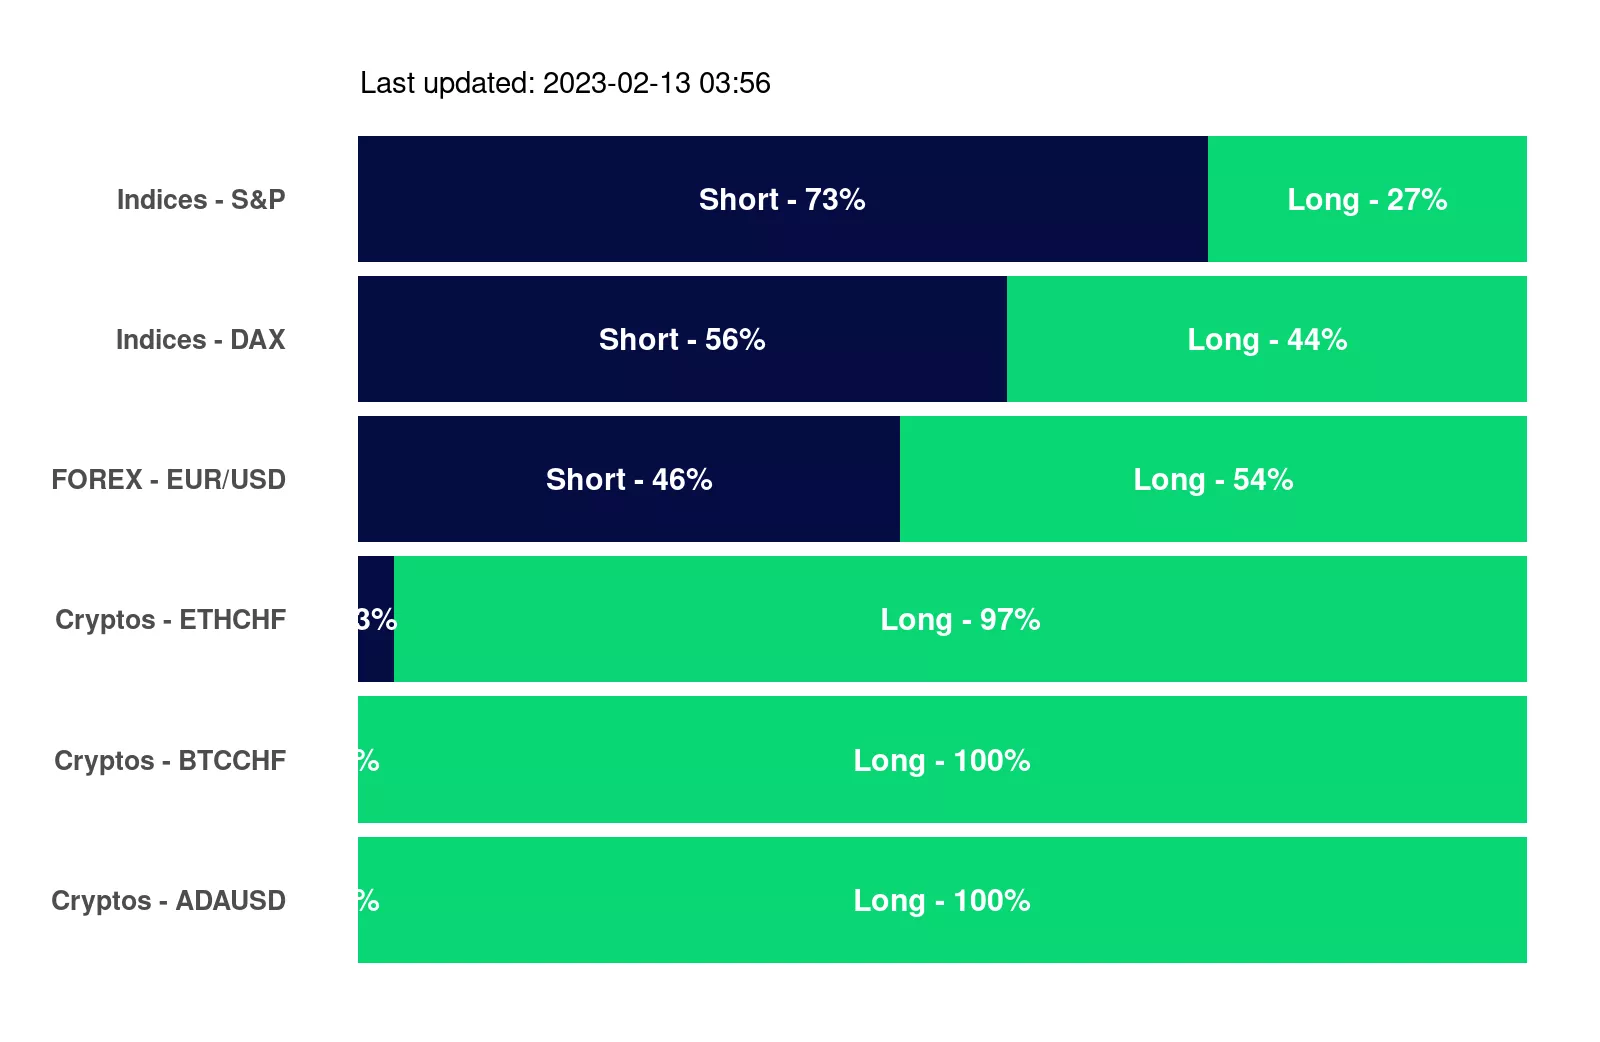 Last updated: 2023-02-13 03:56
Indices - S&P Short - 73% Long - 27%
Indices - DAX Short - 56% Long - 44%
FOREX - EUR/USD Short - 46% Long - 54%
Cryptos - ETHCHF 3% Long - 97%
Cryptos - BTCCHF % Long - 100%
Cryptos - ADAUSD % Long - 100%